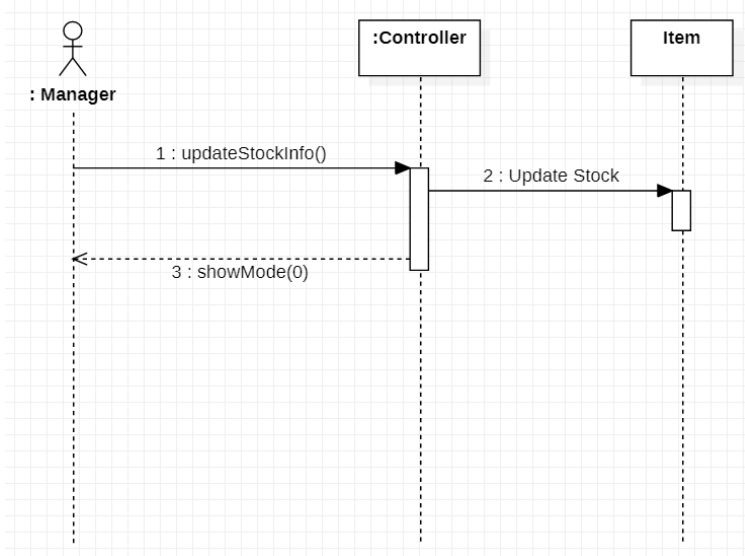 :Controller
Item
: Manager
1 : updateStockInfo()
2 : Update Stock
3 : showMode(0)